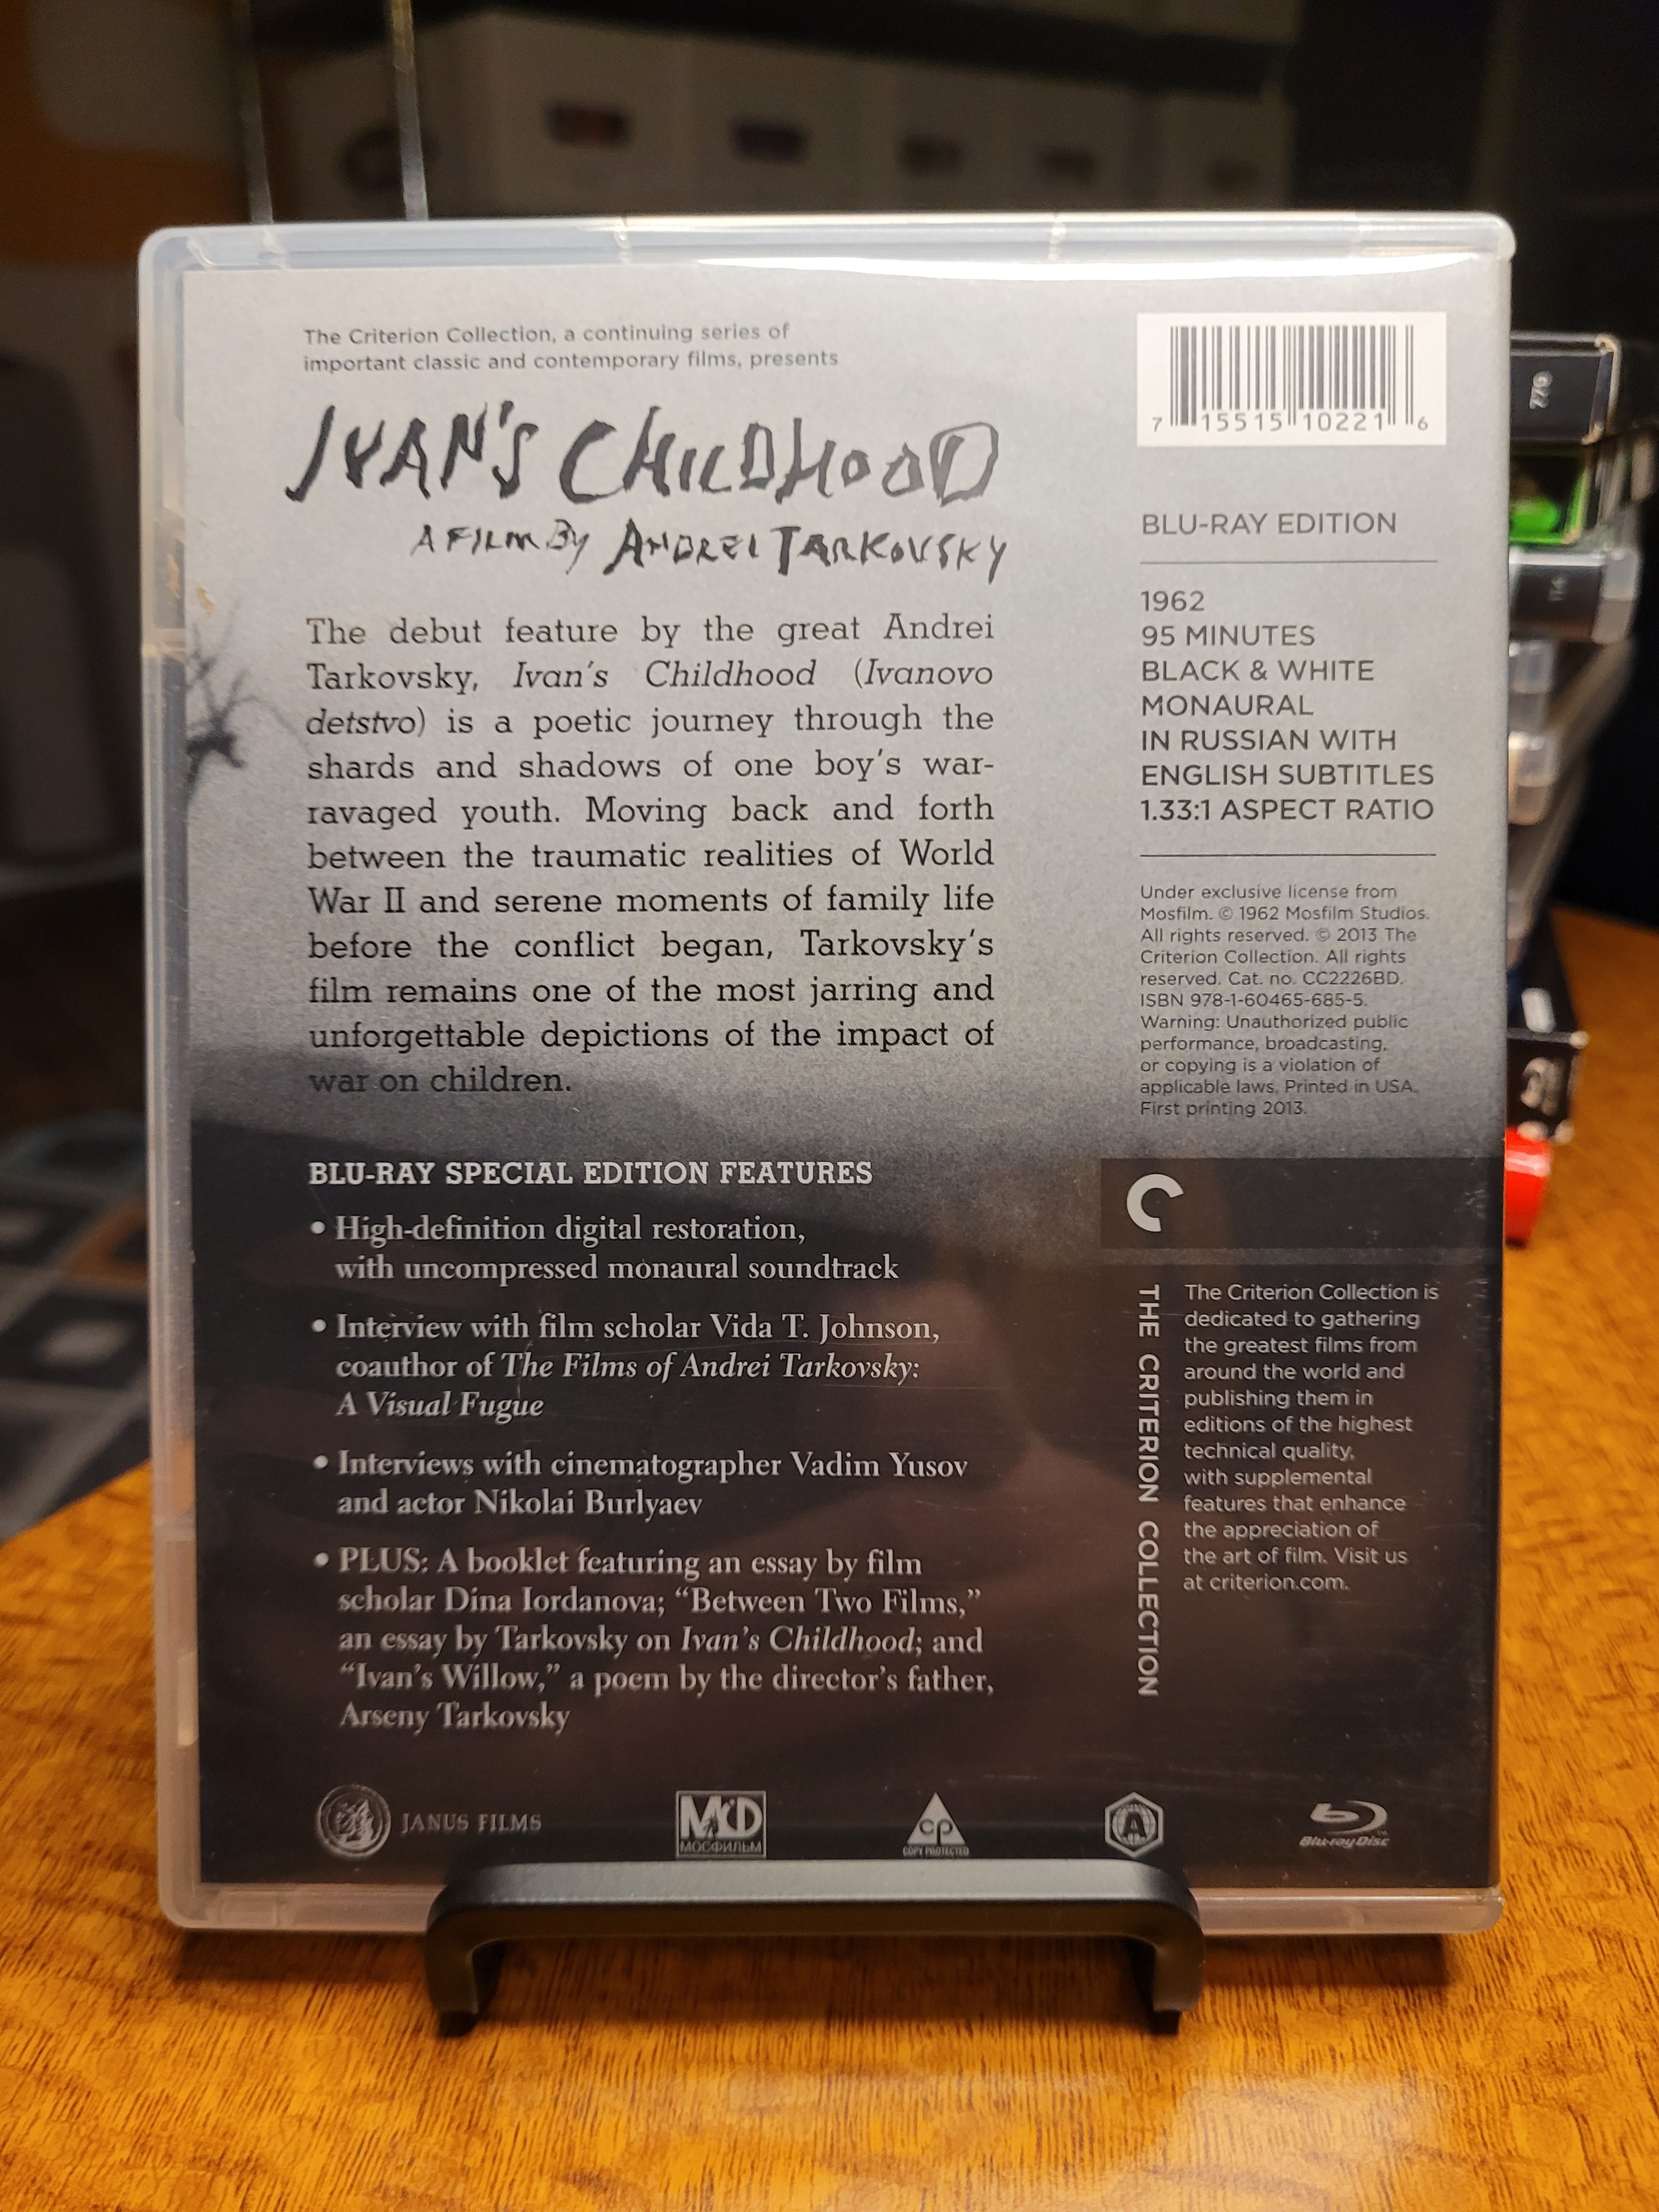 The Criterion Collection, a continuing series of
important classic and contemporary films, presents
IVAN'S CHILDHOOD
A FILM BY ANDREI TARKOVSKY
The debut feature by the great Andrei
Tarkovsky, Ivan's Childhood (Ivanovo
detstvo) is a poetic journey through the
shards and shadows of one boy's war-
ravaged youth. Moving back and forth
between the traumatic realities of World
War II and serene moments of family life
before the conflict began, Tarkovsky's
film remains one of the most jarring and
unforgettable depictions of the impact of
war on children.
BLU-RAY SPECIAL EDITION FEATURES
• High-definition digital restoration,
with uncompressed monaural soundtrack
• Interview with film scholar Vida T. Johnson,
coauthor of The Films of Andrei Tarkovsky:
A Visual Fugue
• Interviews with cinematographer Vadim Yusov
and actor Nikolai Burlyaev
• PLUS: A booklet featuring an essay by film
scholar Dina Iordanova; “Between Two Films,”
an essay by Tarkovsky on Ivan's Childhood; and
“Ivan's Willow,” a poem by the director's father,
Arseny Tarkovsky
7 15515 10221 6
BLU-RAY EDITION
1962
95 MINUTES
BLACK & WHITE
MONAURAL
IN RUSSIAN WITH
ENGLISH SUBTITLES
1.33:1 ASPECT RATIO
Under exclusive license from
Mosfilm. © 1962 Mosfilm Studios.
All rights reserved. © 2013 The
Criterion Collection. All rights
reserved. Cat. no. CC2226BD.
ISBN 978-1-60465-685-5.
Warning: Unauthorized public
performance, broadcasting,
or copying is a violation of
applicable laws. Printed in USA.
First printing 2013.
THE CRITERION COLLECTION
The Criterion Collection is
dedicated to gathering
the greatest films from
around the world and
publishing them in
editions of the highest
technical quality,
with supplemental
features that enhance
the appreciation of
the art of film. Visit us
at criterion.com.
JANUS FILMS
МОСФИЛЬМ
CP
COPY PROTECTED
A
Blu-ray Disc
622